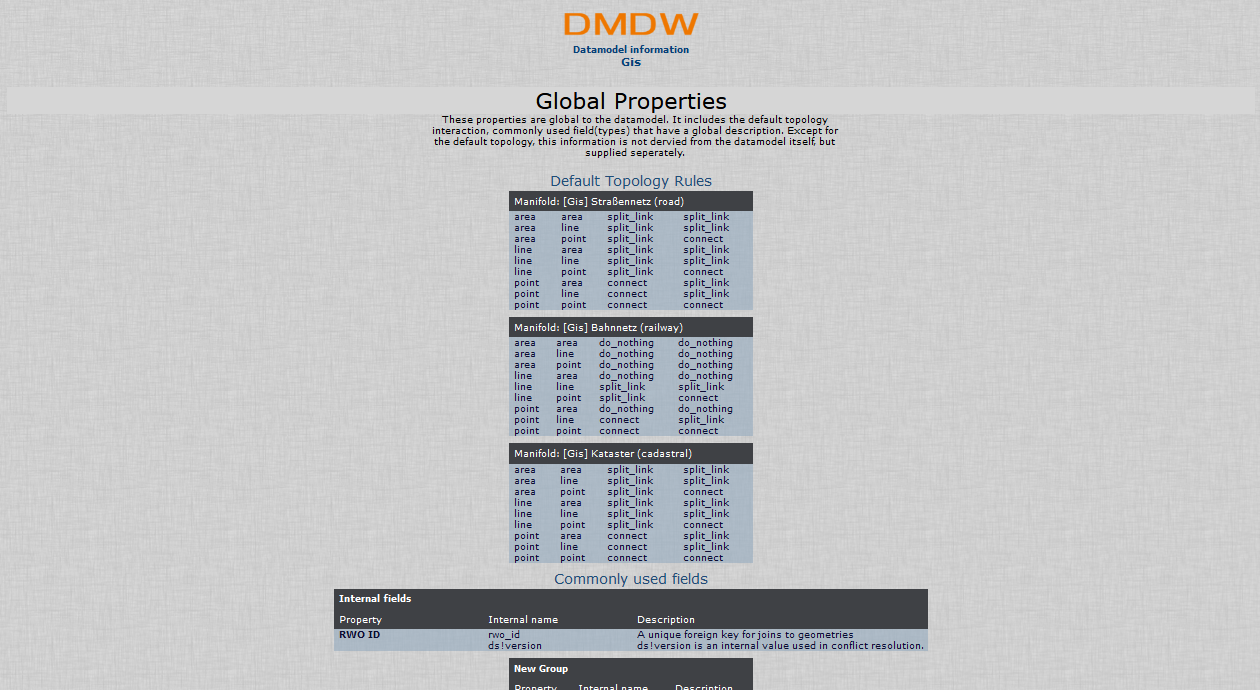 DMDW
Datamodel information
Gis
Global Properties
These properties are global to the datamodel. It includes the default topology
interaction, commonly used field(types) that have a global description. Except for
the default topology, this information is not dervied from the datamodel itself, but
supplied seperately.
Default Topology Rules
Manifold: [Gis] Straßennetz (road)
area area split_link split_link
area line split_link split_link
area point split_link connect
line area split_link split_link
line line split_link split_link
line point split_link connect
point area connect split_link
point line connect split_link
point point connect connect
Manifold: [Gis] Bahnnetz (railway)
area area do_nothing do_nothing
area line do_nothing do_nothing
area point do_nothing do_nothing
line area do_nothing do_nothing
line line split_link split_link
line point split_link connect
point area do_nothing do_nothing
point line connect split_link
point point connect connect
Manifold: [Gis] Kataster (cadastral)
area area split_link split_link
area line split_link split_link
area point split_link connect
line area split_link split_link
line line split_link split_link
line point split_link connect
point area connect split_link
point line connect split_link
point point connect connect
Commonly used fields
Internal fields
Property Internal name Description
RWO ID rwo_id A unique foreign key for joins to geometries
ds!version ds!version is an internal value used in conflict resolution.
New Group
Property Internal name Description